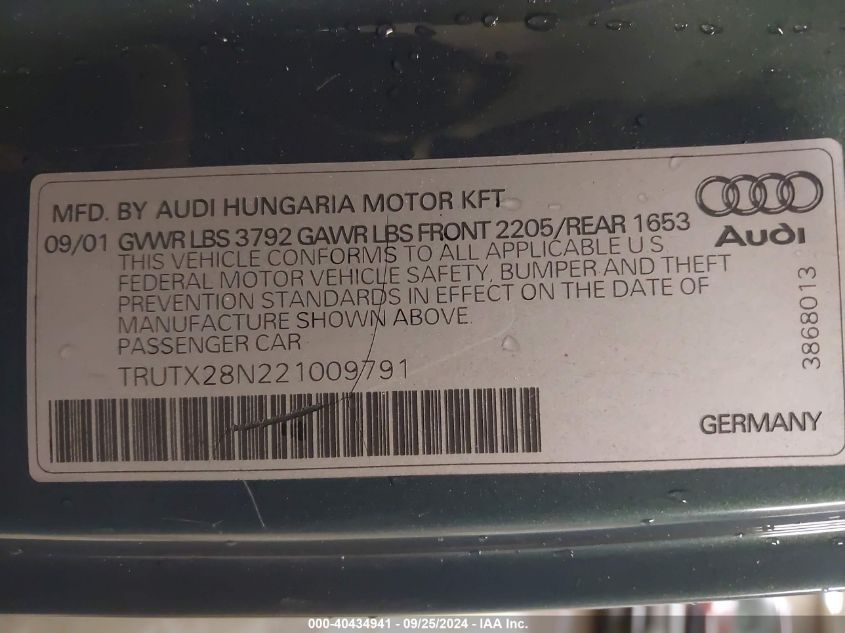 MFD. BY AUDI HUNGARIA MOTOR KFT
09/01 GVWR LBS 3792 GAWR LBS FRONT 2205/REAR 1653
THIS VEHICLE CONFORMS TO ALL APPLICABLE U.S.
FEDERAL MOTOR VEHICLE SAFETY, BUMPER AND THEFT
PREVENTION STANDARDS IN EFFECT ON THE DATE OF
MANUFACTURE SHOWN ABOVE.
PASSENGER CAR
TRUTX28N221009791
Audi
3868013
GERMANY
000-40434941 - 09/25/2024 - IAA Inc.